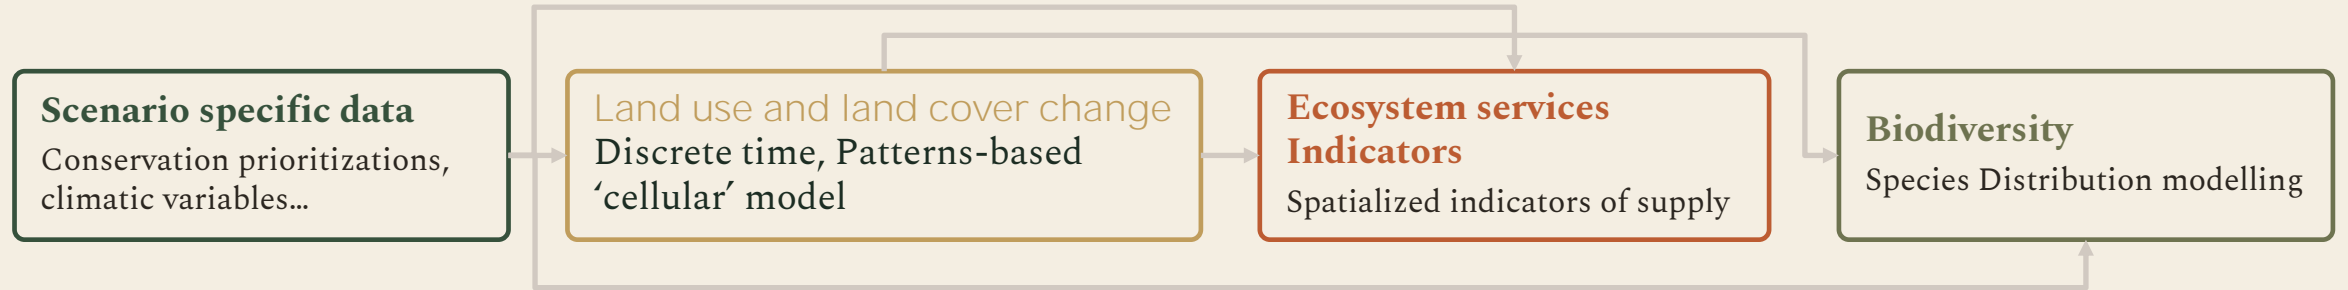 Scenario specific data
Conservation prioritizations,
climatic variables…
Land use and land cover change
Discrete time, Patterns-based
‘cellular’ model
Ecosystem services
Indicators
Spatialized indicators of supply
Biodiversity
Species Distribution modelling